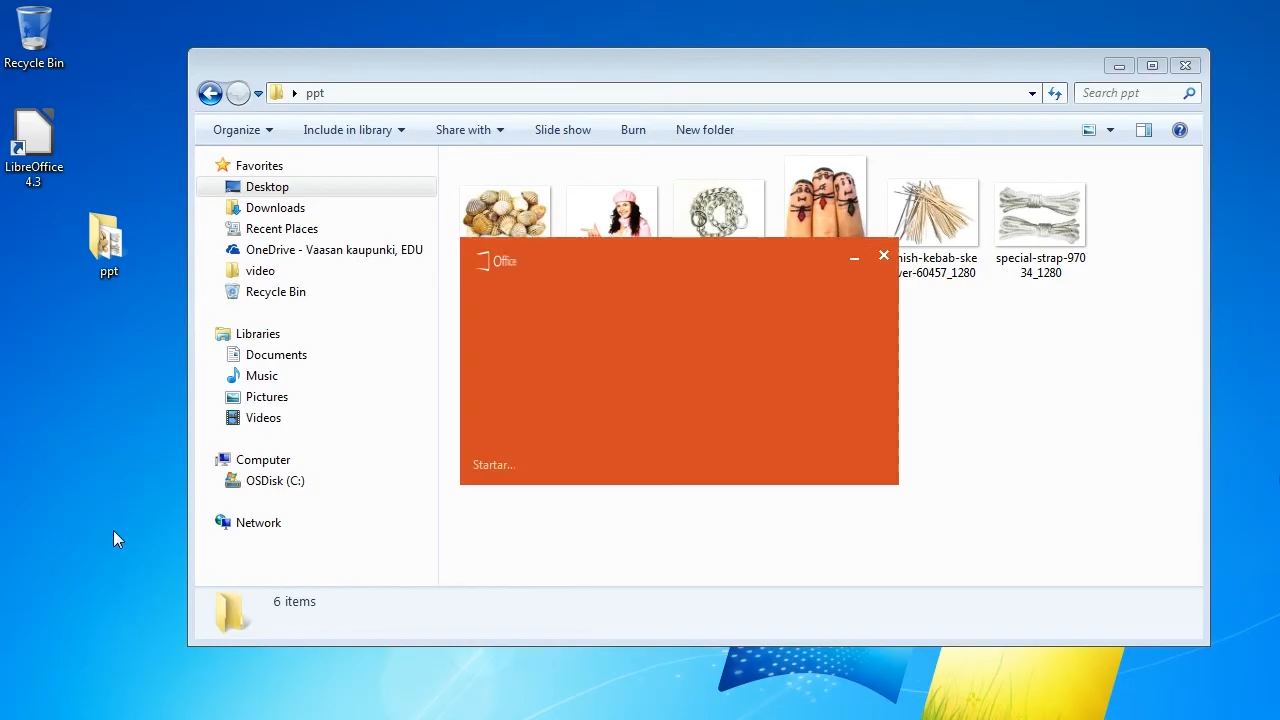 Recycle Bin
LibreOffice
4.3
ppt
ppt
Search ppt
Organize
Include in library
Share with
Slide show
Burn
New folder
Favorites
Desktop
Downloads
Recent Places
OneDrive - Vaasan kaupunki, EDU
video
Recycle Bin
Libraries
Documents
Music
Pictures
Videos
Computer
OSDisk (C:)
Network
Office
Startar...
nish-kebab-ske
wer-60457_1280
special-strap-970
34_1280
6 items